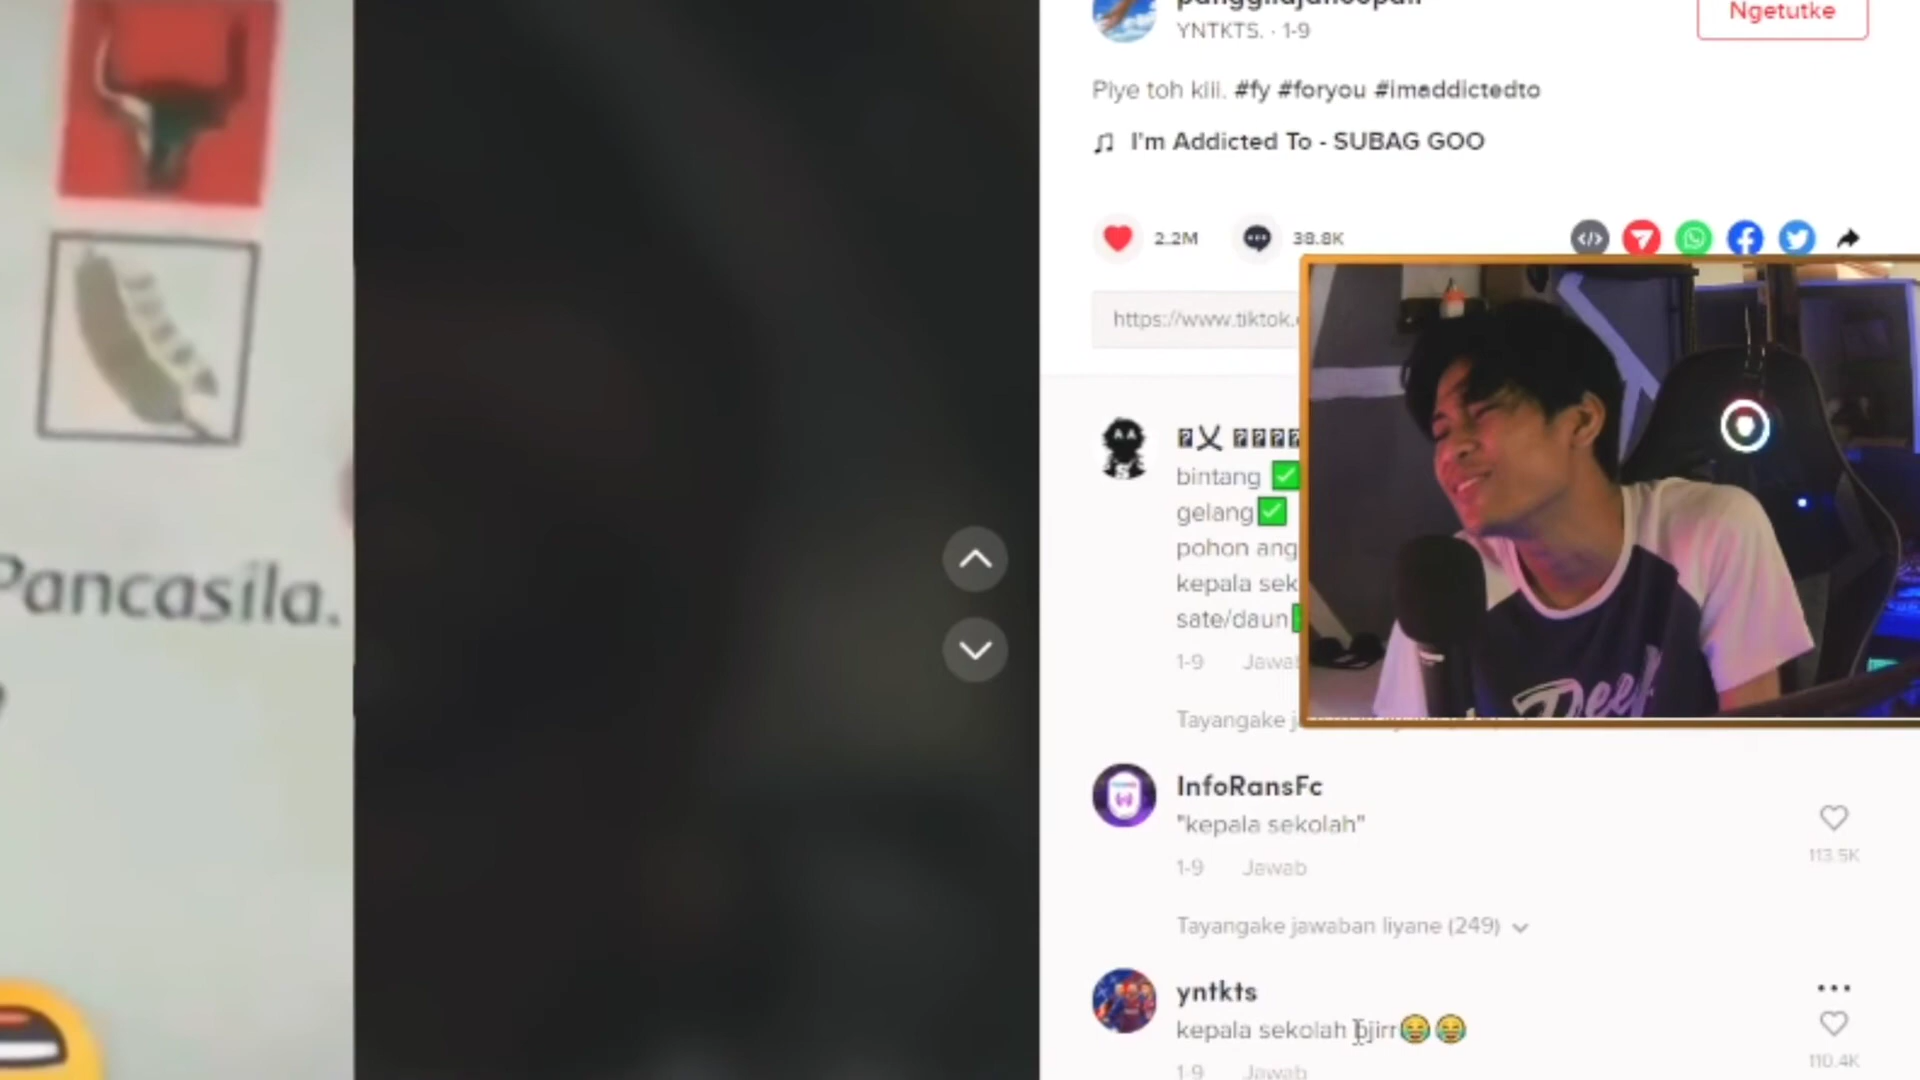 YNTKTS. · 1-9
Ngetutke
Piye toh kiii. #fy #foryou #imaddictedto
I'm Addicted To - SUBAG GOO
2.2M
38.8K
https://www.tiktok.
bintang ✅
gelang✅
pohon
kepala
sate/daun
1-9
Tayangake
Pancasila.
InfoRansFc
"kepala sekolah"
1-9 Jawab
113.5K
Tayangake jawaban liyane (249)
yntkts
kepala sekolah bjirr😂😂
1-9 Jawab
110.4K